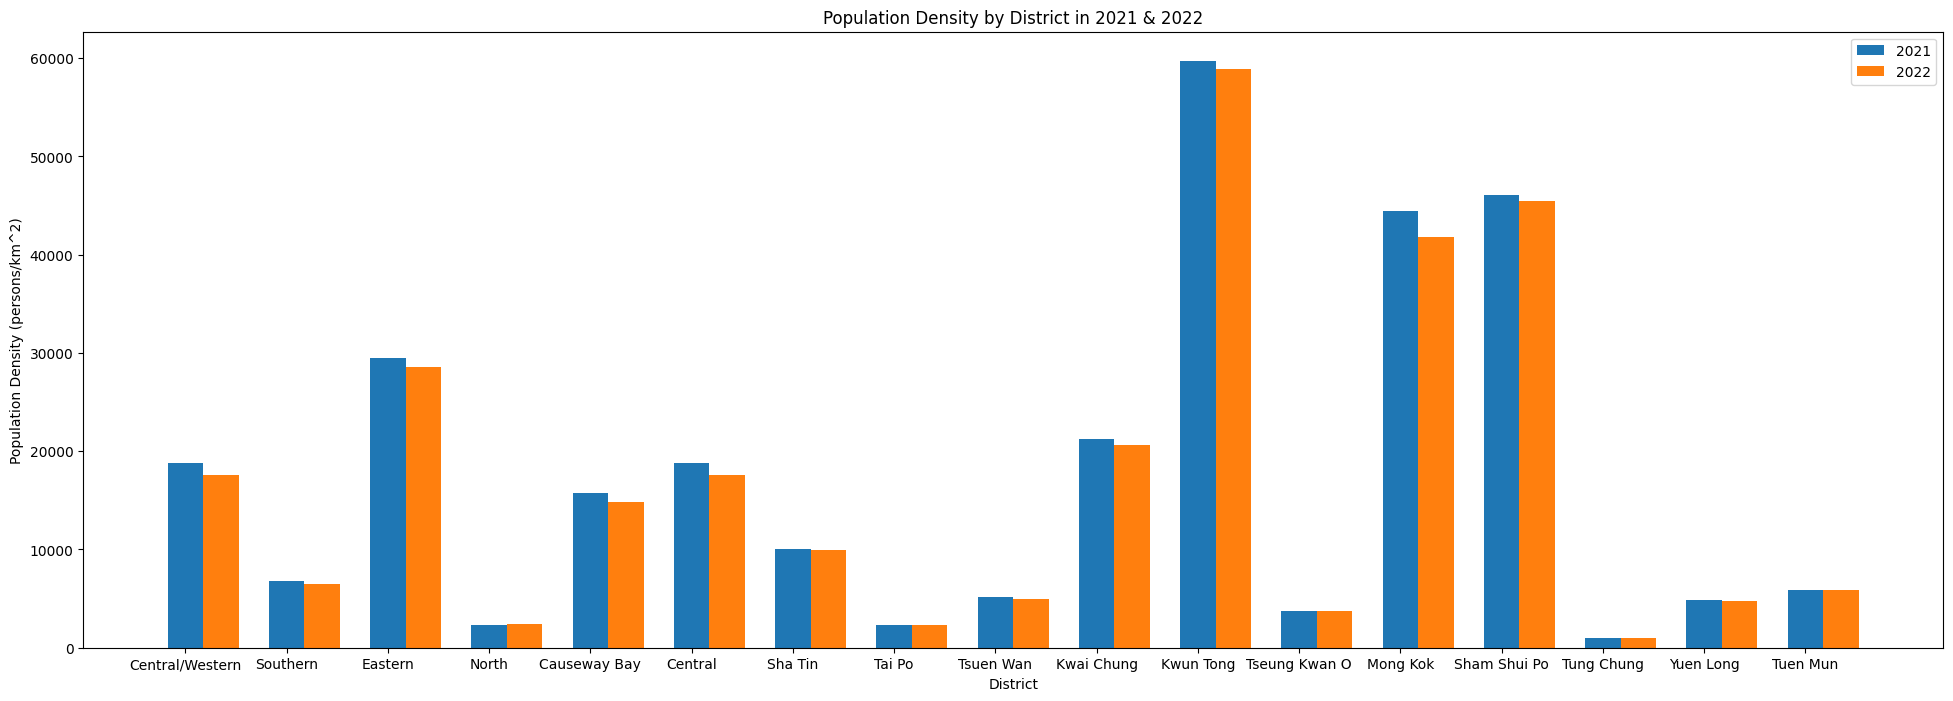 Population Density by District in 2021 & 2022
2021
2022
60000
50000
40000
30000
20000
10000
0
Population Density (persons/km^2)
Central/Western
Southern
Eastern
North
Causeway Bay
Central
Sha Tin
Tai Po
Tsuen Wan
Kwai Chung
Kwun Tong
Tseung Kwan O
Mong Kok
Sham Shui Po
Tung Chung
Yuen Long
Tuen Mun
District